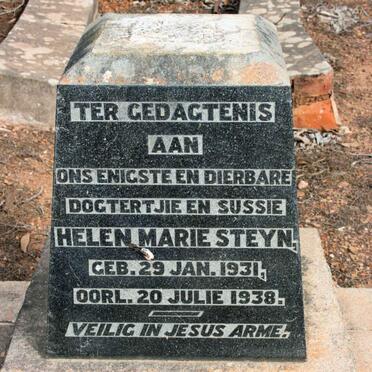 TER GEDAGTENIS
AAN
ONS ENIGSTE EN DIERBARE
DOGTERTJIE EN SUSSIE
HELEN MARIE STEYN,
GEB. 29 JAN. 1931,
OORL. 20 JULIE 1938.
VEILIG IN JESUS ARME.